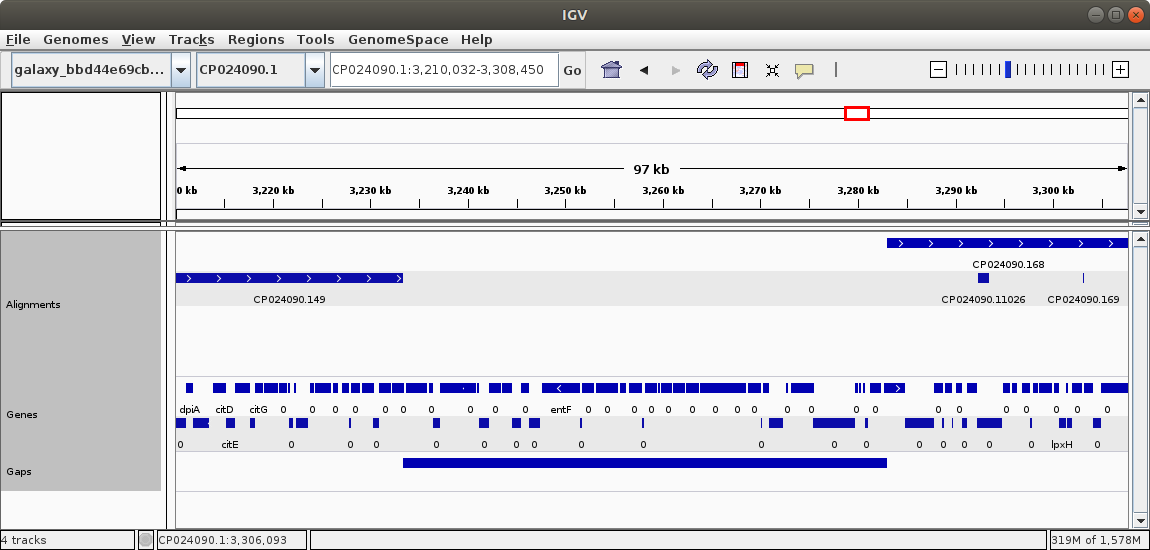 IGV
File Genomes View Tracks Regions Tools GenomeSpace Help
galaxy_bbd44e69cb... CP024090.1 CP024090.1:3,210,032-3,308,450 Go
97 kb
0 kb 3,220 kb 3,230 kb 3,240 kb 3,250 kb 3,260 kb 3,270 kb 3,280 kb 3,290 kb 3,300 kb
CP024090.168
CP024090.149 CP024090.11026 CP024090.169
Alignments
dpiA citD citG 0 0 0 0 0 0 0 0 0 entF 0 0 0 0 0 0 0 0 0 0 0 0 0 0 0 0 0 0 0 0
Genes
0 citE 0 0 0 0 0 0 0 0 0 0 0 0 0 0 0 0 lpxH 0
Gaps
4 tracks CP024090.1:3,306,093 319M of 1,578M